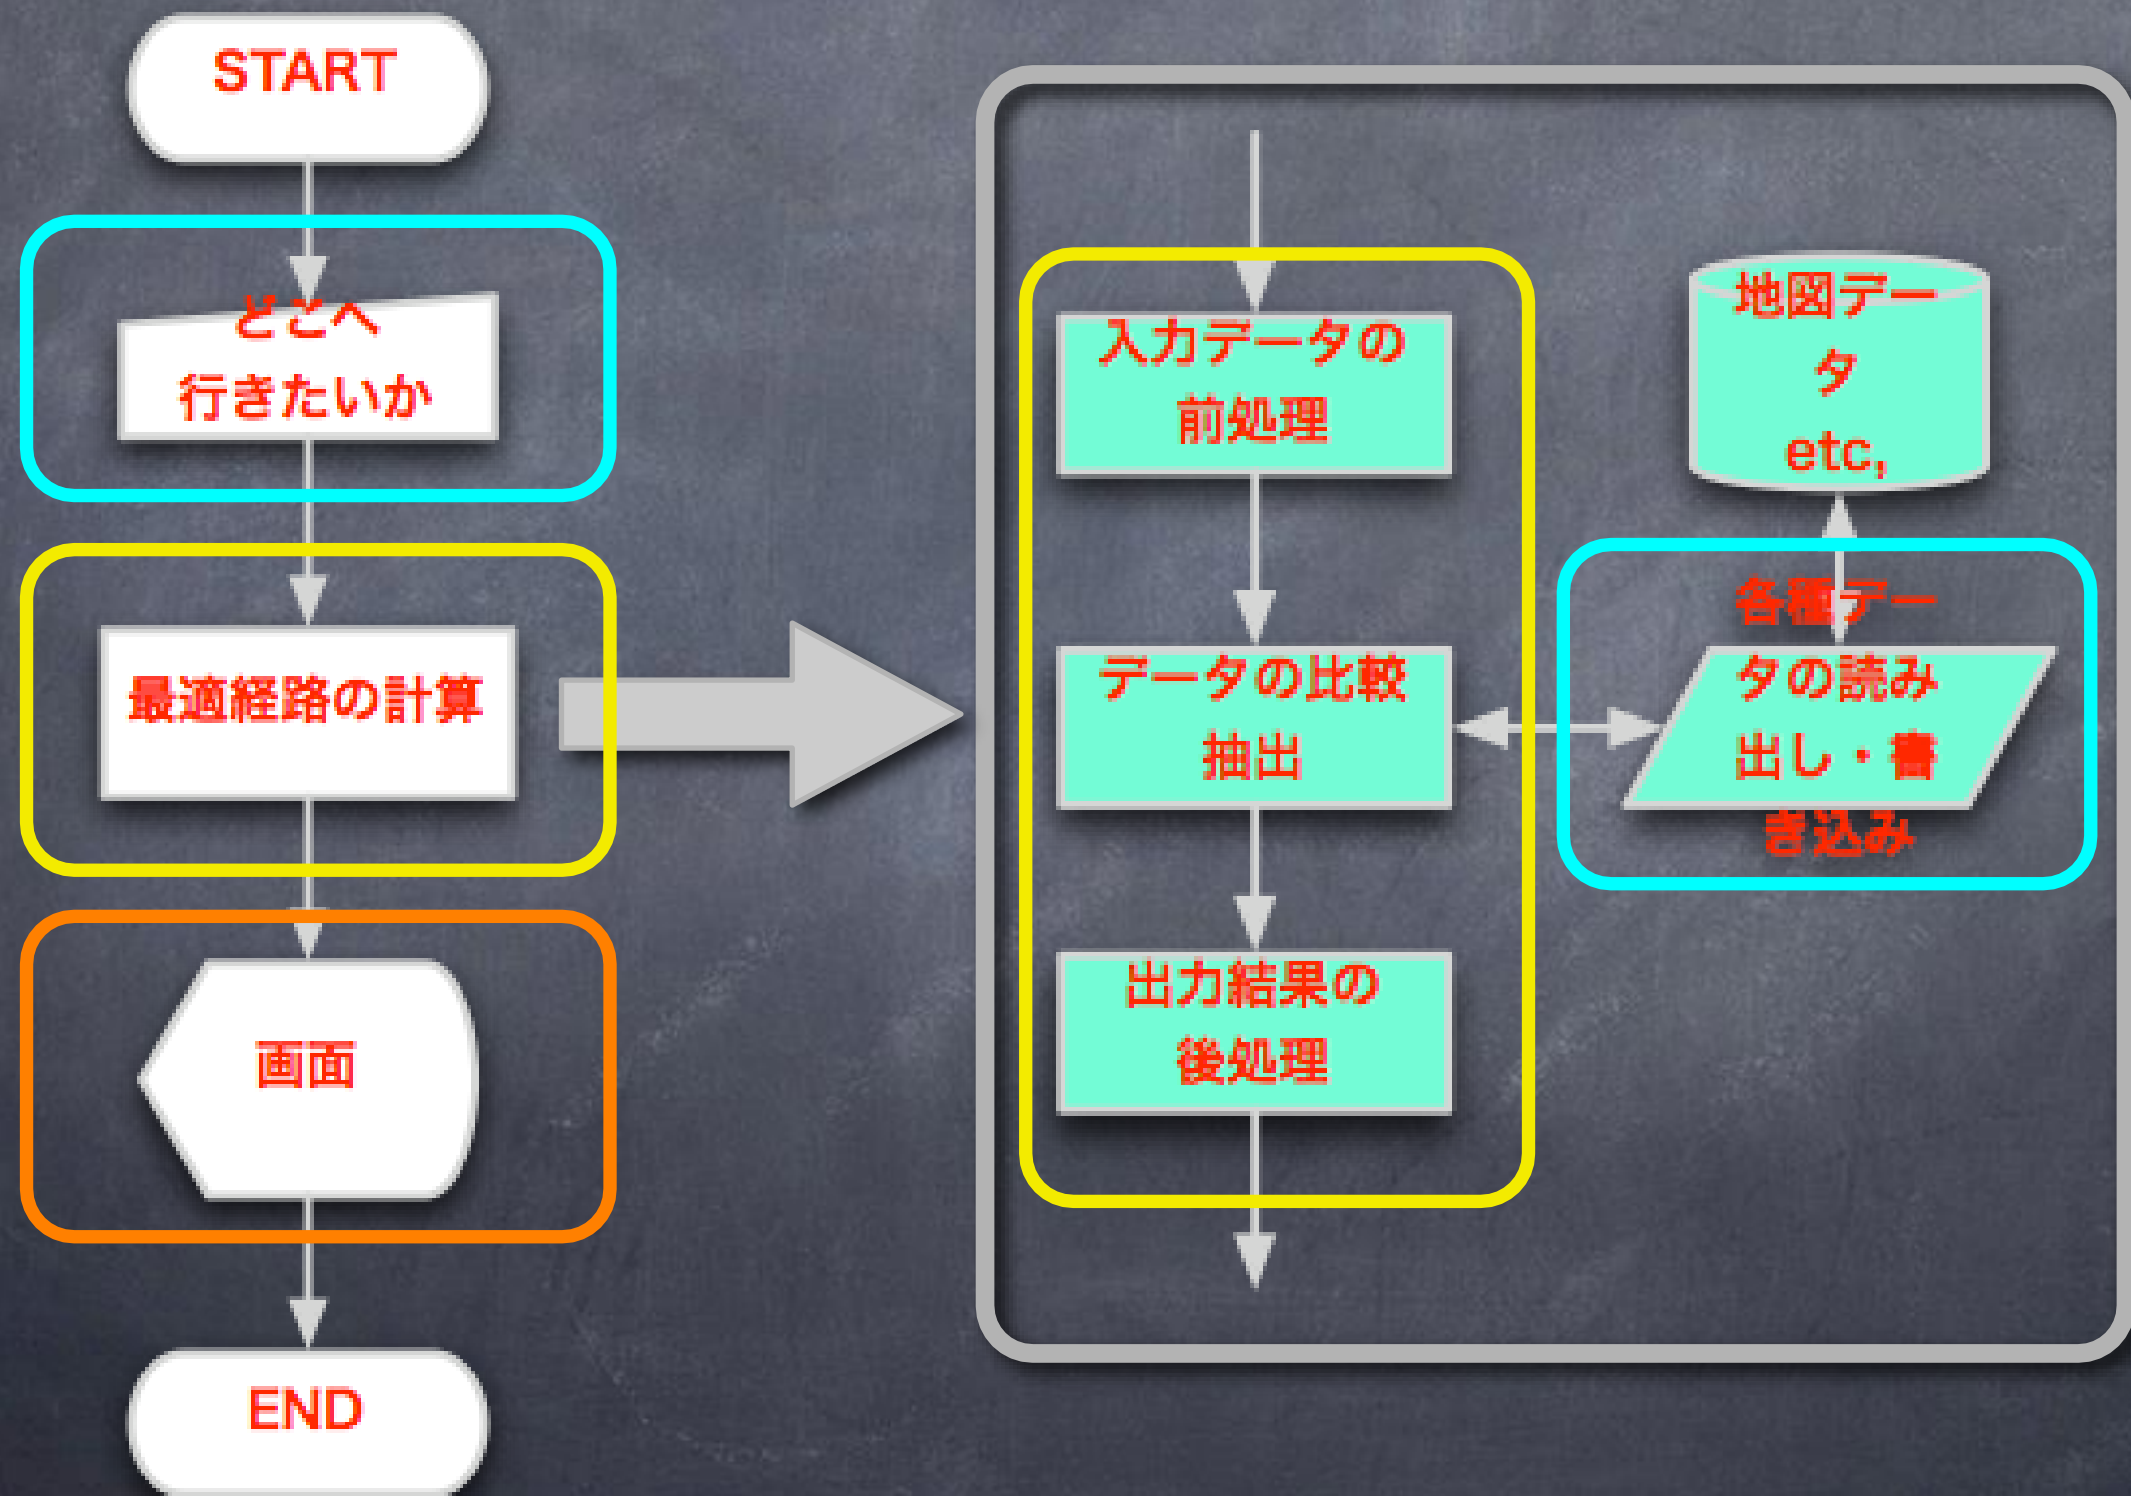 START
どこへ
行きたいか
最適経路の計算
画面
END
入力データの
前処理
データの比較
抽出
出力結果の
後処理
地図デー
タ
etc,
各種デー
タの読み
出し・書
き込み